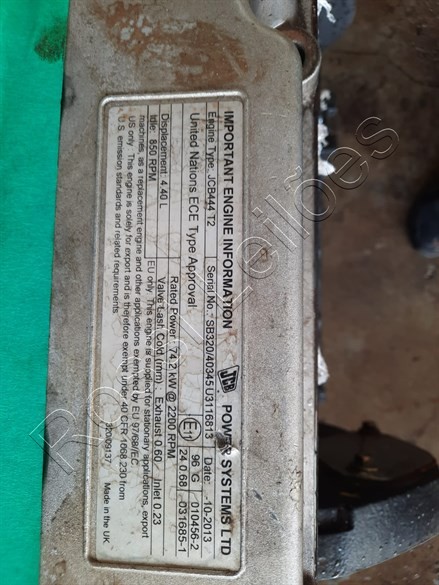 IMPORTANT ENGINE INFORMATION JCB POWER SYSTEMS LTD
Engine Type: JCB444 T2 Serial No.: SB320/40345U3116813 Date: -10-2013
United Nations ECE Type Approval E11 96 G 010456-2
24 0 68 031685-1
Displacement: 4.40 L Rated Power: 74.2 kW @ 2200 RPM
Idle: 850 RPM Valve Lash Cold (mm): Exhaust 0.60 Inlet 0.23
EU only. This engine is supplied for stationary applications, export
machines, as a replacement engine and other applications exempted by EU 97/68/EC.
US only. This engine is solely for export and is therefore exempt under 40 CFR 1068.230 from
U.S. emission standards and related requirements
320/09137 Made in the UK
Leilões